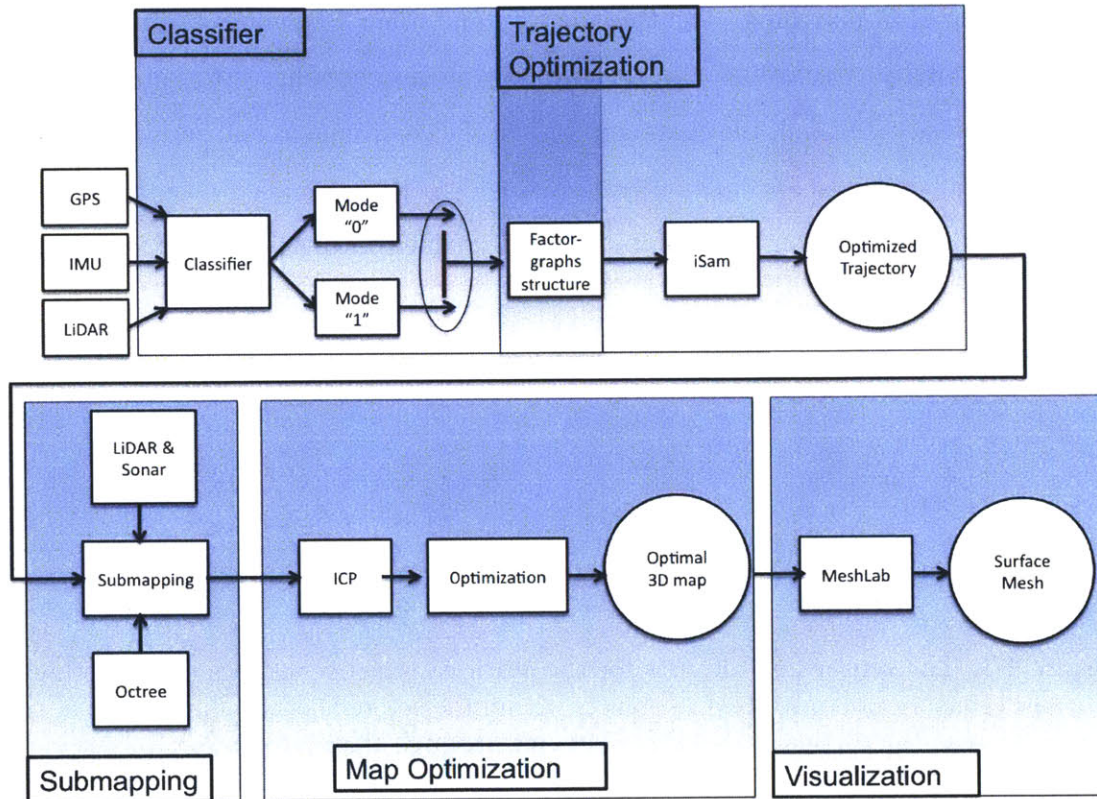 Classifier
Trajectory
Optimization
GPS
IMU
LiDAR
Classifier
Mode
“0”
Mode
“1”
Factor-
graphs
structure
iSam
Optimized
Trajectory
LiDAR &
Sonar
Submapping
Octree
Submapping
ICP
Optimization
Optimal
3D map
Map Optimization
MeshLab
Surface
Mesh
Visualization